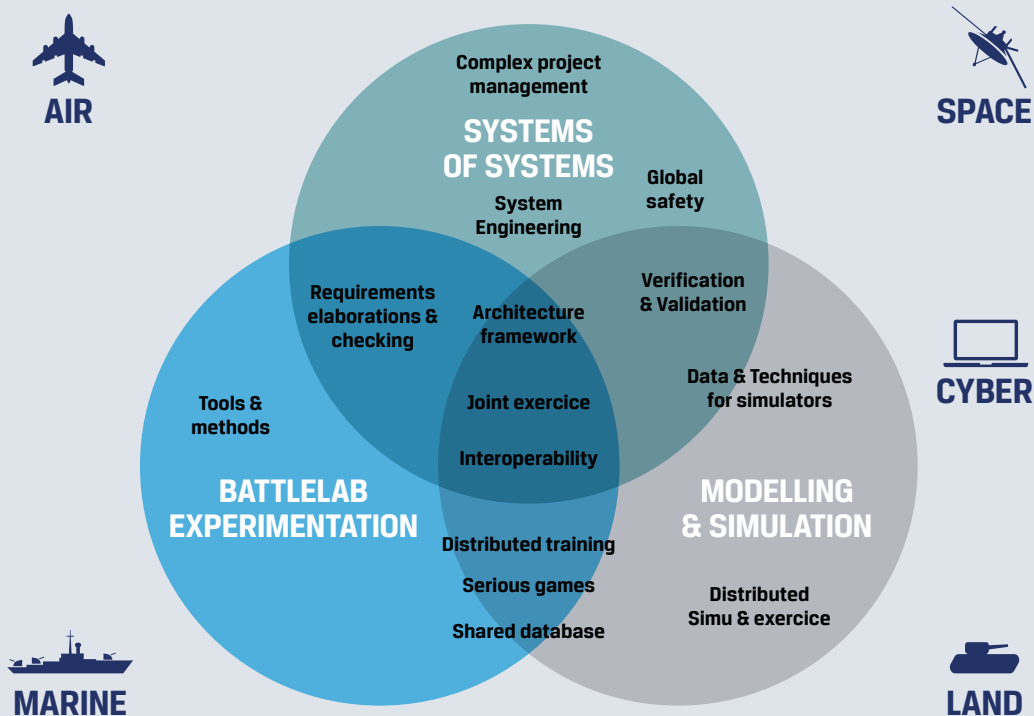 AIR
SPACE
Complex project
management
SYSTEMS
OF SYSTEMS
Global
safety
System
Engineering
Requirements
elaborations &
checking
Architecture
framework
Verification
& Validation
CYBER
Tools &
methods
Joint exercice
Data & Techniques
for simulators
Interoperability
BATTLELAB
EXPERIMENTATION
MODELLING
& SIMULATION
Distributed training
Serious games
Shared database
Distributed
Simu & exercice
MARINE
LAND